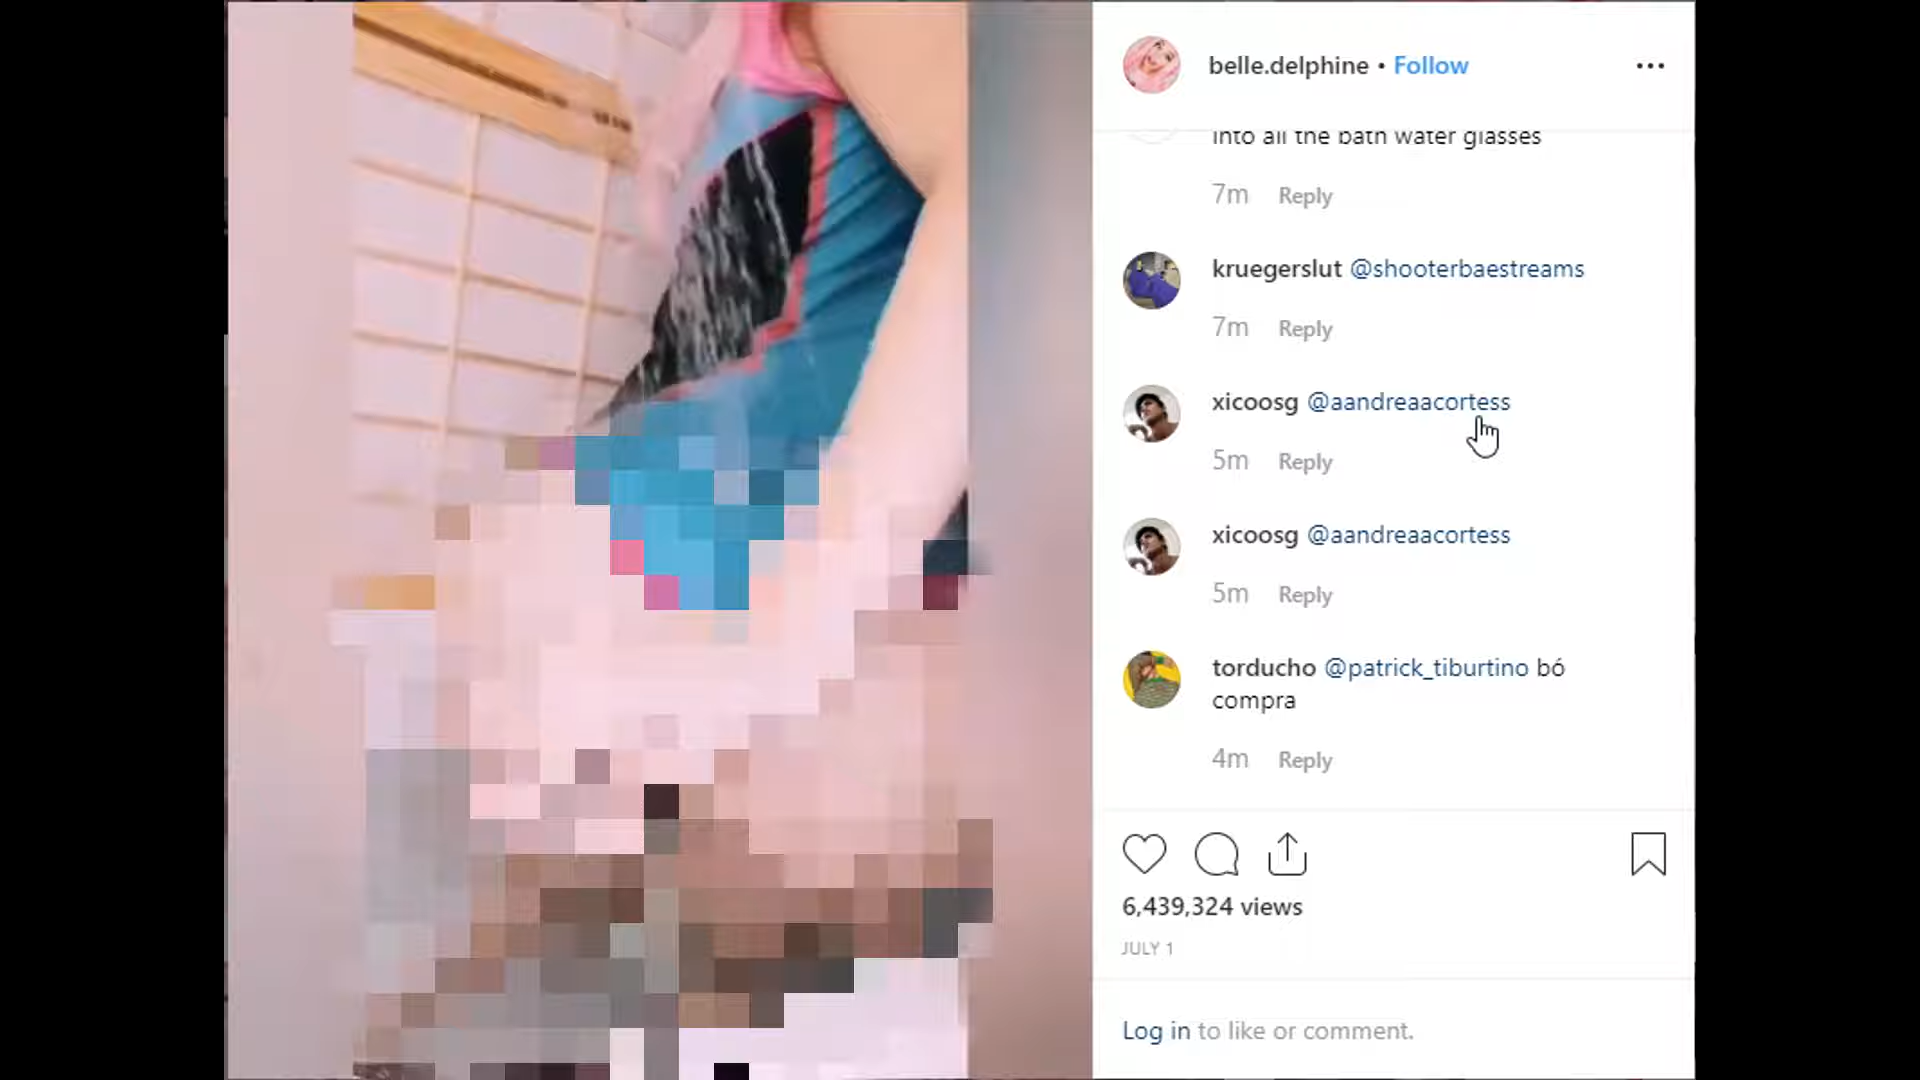 belle.delphine • Follow
into all the bath water glasses
7m Reply
kruegerslut @shooterbaestreams
7m Reply
xicoosg @aandreaacortess
5m Reply
xicoosg @aandreaacortess
5m Reply
torducho @patrick_tiburtino bó
compra
4m Reply
6,439,324 views
JULY 1
Log in to like or comment.